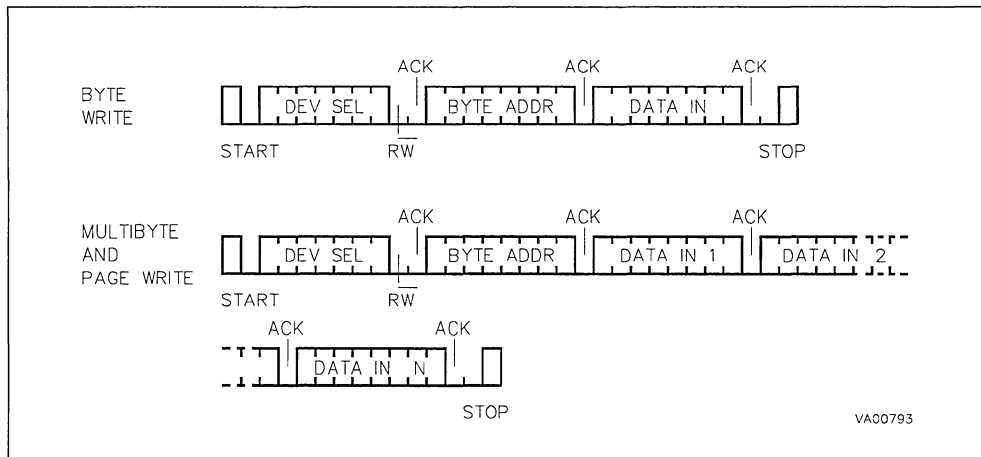 ACK ACK ACK
BYTE
WRITE
DEV SEL BYTE ADDR DATA IN
START RW STOP
ACK ACK ACK
MULTIBYTE
AND
PAGE WRITE
DEV SEL BYTE ADDR DATA IN 1 DATA IN 2
START RW
ACK ACK
DATA IN N
STOP
VA00793